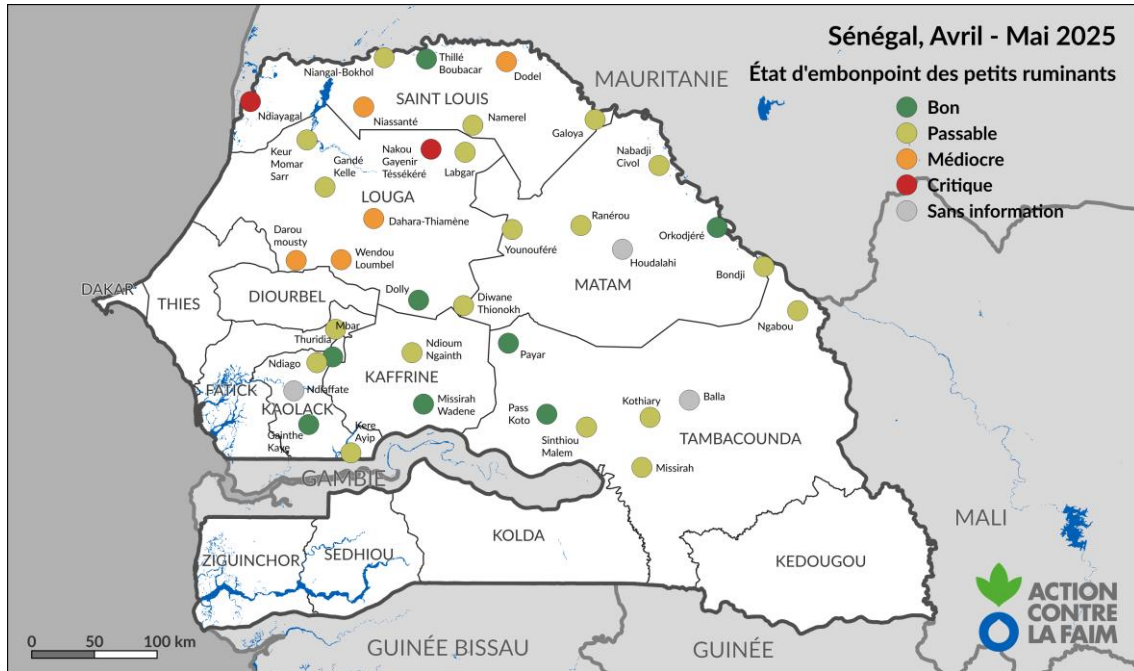 Sénégal, Avril - Mai 2025
État d'embonpoint des petits ruminants
Bon
Passable
Médiocre
Critique
Sans information
MAURITANIE
Niangal-Bokhol
Thillé
Boubacar
Dodel
SAINT LOUIS
Ndiayagal
Niassanté
Namerel
Galoya
Keur
Momar
Sarr
Gandé
Kelle
Nakou
Gayenir
Téssékéré
Labgar
Nabadji
Civol
LOUGA
Dahara-Thiamène
Ranérou
Younouféré
Orkodjéré
Houdalahi
Darou
mousty
Wendou
Loumbel
Bondji
MATAM
DAKAR
THIES
DIOURBEL
Dolly
Diwane
Thionokh
Ngabou
Mbar
Thuridia
Ndiago
Ndioum
Ngainth
Payar
KAFFRINE
FATICK
Ndiaffate
KAOLACK
Missirah
Wadene
Balla
Kothiary
Pass
Koto
Gainthe
Kaye
Kere
Ayip
Sinthiou
Malem
TAMBACOUNDA
Missirah
GAMBIE
MALI
KOLDA
ZIGUINCHOR
SEDHIOU
KEDOUGOU
GUINÉE BISSAU
GUINÉE
0 50 100 km
ACTION
CONTRE
LA FAIM